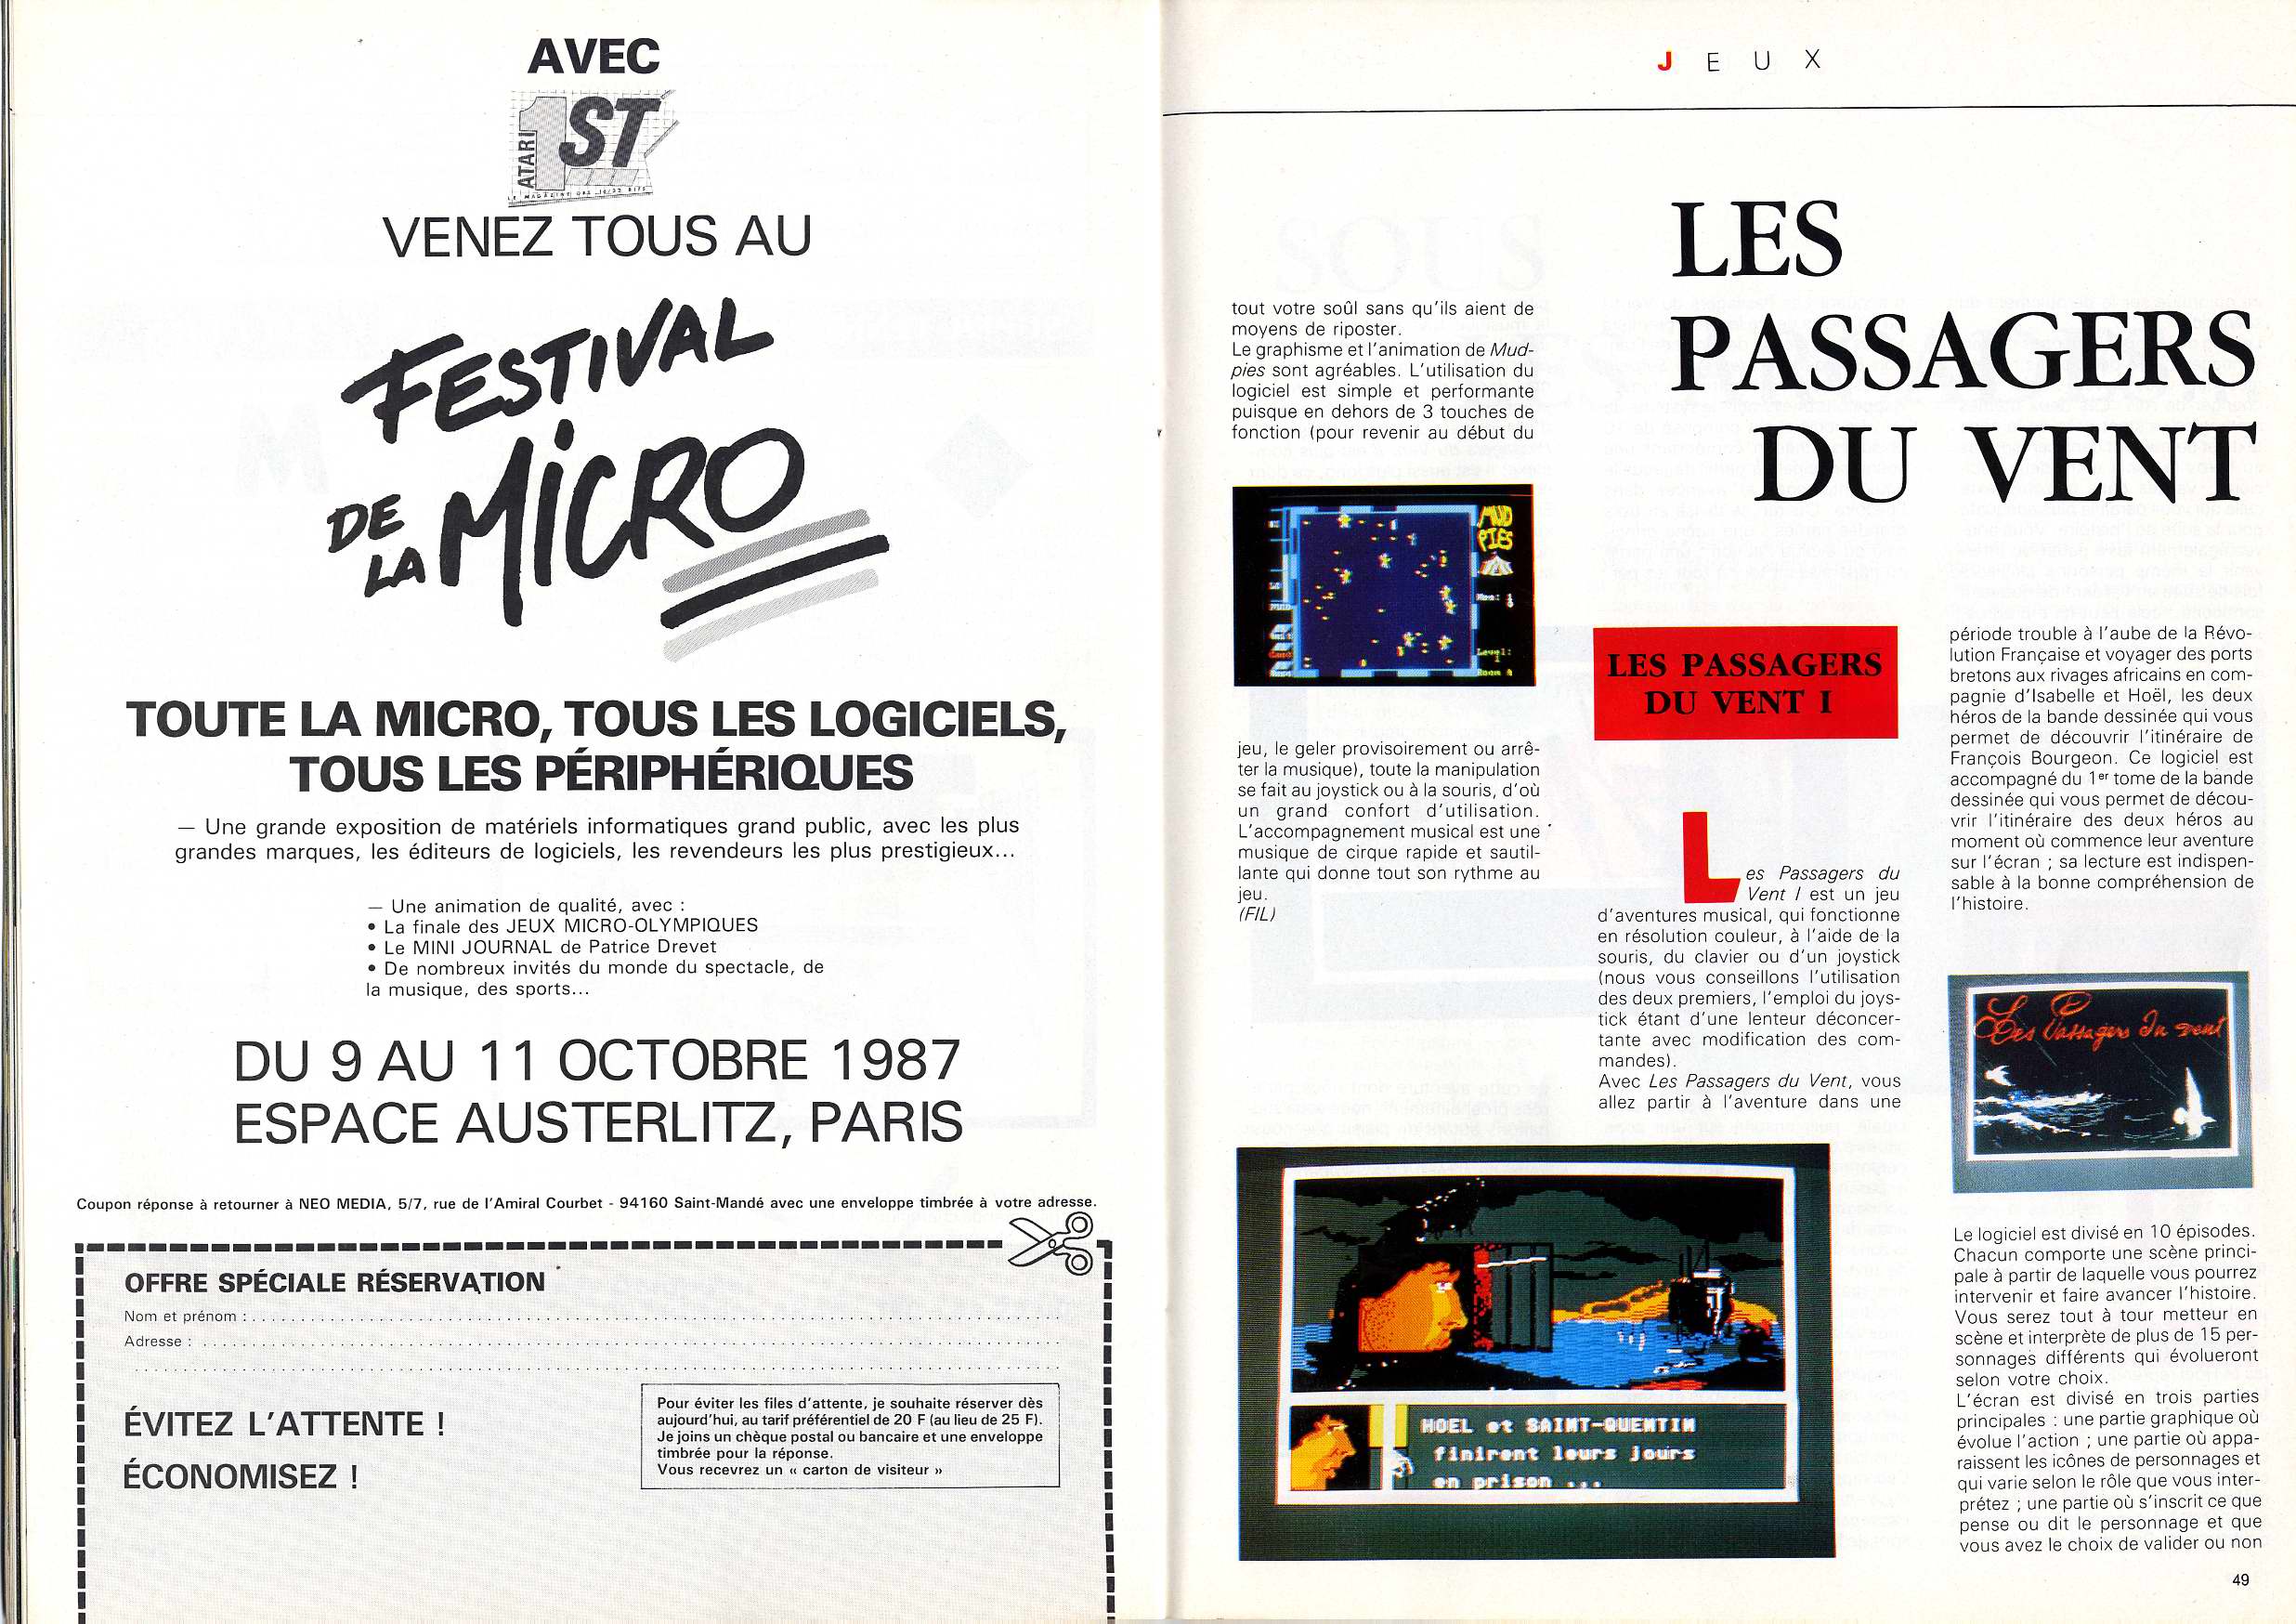 AVEC
ATARI
1ST
LE MAGAZINE DES 16/32 BITS
VENEZ TOUS AU
FESTIVAL
DE
LA MICRO
TOUTE LA MICRO, TOUS LES LOGICIELS,
TOUS LES PÉRIPHÉRIQUES
— Une grande exposition de matériels informatiques grand public, avec les plus
grandes marques, les éditeurs de logiciels, les revendeurs les plus prestigieux...
— Une animation de qualité, avec :
• La finale des JEUX MICRO-OLYMPIQUES
• Le MINI JOURNAL de Patrice Drevet
• De nombreux invités du monde du spectacle, de
la musique, des sports...
DU 9 AU 11 OCTOBRE 1987
ESPACE AUSTERLITZ, PARIS
Coupon réponse à retourner à NEO MEDIA, 5/7, rue de l'Amiral Courbet - 94160 Saint-Mandé avec une enveloppe timbrée à votre adresse.
OFFRE SPÉCIALE RÉSERVATION
Nom et prénom :
Adresse :
ÉVITEZ L'ATTENTE !
ÉCONOMISEZ !
Pour éviter les files d'attente, je souhaite réserver dès
aujourd'hui, au tarif préférentiel de 20 F (au lieu de 25 F).
Je joins un chèque postal ou bancaire et une enveloppe
timbrée pour la réponse.
Vous recevrez un « carton de visiteur »
JEUX
LES
PASSAGERS
DU VENT
tout votre soûl sans qu'ils aient de
moyens de riposter.
Le graphisme et l'animation de Mud-
pies sont agréables. L'utilisation du
logiciel est simple et performante
puisque en dehors de 3 touches de
fonction (pour revenir au début du
MUD
PIES
Level:
1
jeu, le geler provisoirement ou arrê-
ter la musique), toute la manipulation
se fait au joystick ou à la souris, d'où
un grand confort d'utilisation.
L'accompagnement musical est une
musique de cirque rapide et sautil-
lante qui donne tout son rythme au
jeu.
(FIL)
LES PASSAGERS
DU VENT I
Les Passagers du
Vent I est un jeu
d'aventures musical, qui fonctionne
en résolution couleur, à l'aide de la
souris, du clavier ou d'un joystick
(nous vous conseillons l'utilisation
des deux premiers, l'emploi du joys-
tick étant d'une lenteur déconcer-
tante avec modification des com-
mandes).
Avec Les Passagers du Vent, vous
allez partir à l'aventure dans une
HOEL et SAINT-QUENTIN
finiront leurs jours
en prison ...
période trouble à l'aube de la Révo-
lution Française et voyager des ports
bretons aux rivages africains en com-
pagnie d'Isabelle et Hoël, les deux
héros de la bande dessinée qui vous
permet de découvrir l'itinéraire de
François Bourgeon. Ce logiciel est
accompagné du 1er tome de la bande
dessinée qui vous permet de décou-
vrir l'itinéraire des deux héros au
moment où commence leur aventure
sur l'écran ; sa lecture est indispen-
sable à la bonne compréhension de
l'histoire.
Les Passagers du vent
Le logiciel est divisé en 10 épisodes.
Chacun comporte une scène princi-
pale à partir de laquelle vous pourrez
intervenir et faire avancer l'histoire.
Vous serez tout à tour metteur en
scène et interprète de plus de 15 per-
sonnages différents qui évolueront
selon votre choix.
L'écran est divisé en trois parties
principales : une partie graphique où
évolue l'action ; une partie où appa-
raissent les icônes de personnages et
qui varie selon le rôle que vous inter-
prétez ; une partie où s'inscrit ce que
pense ou dit le personnage et que
vous avez le choix de valider ou non
49